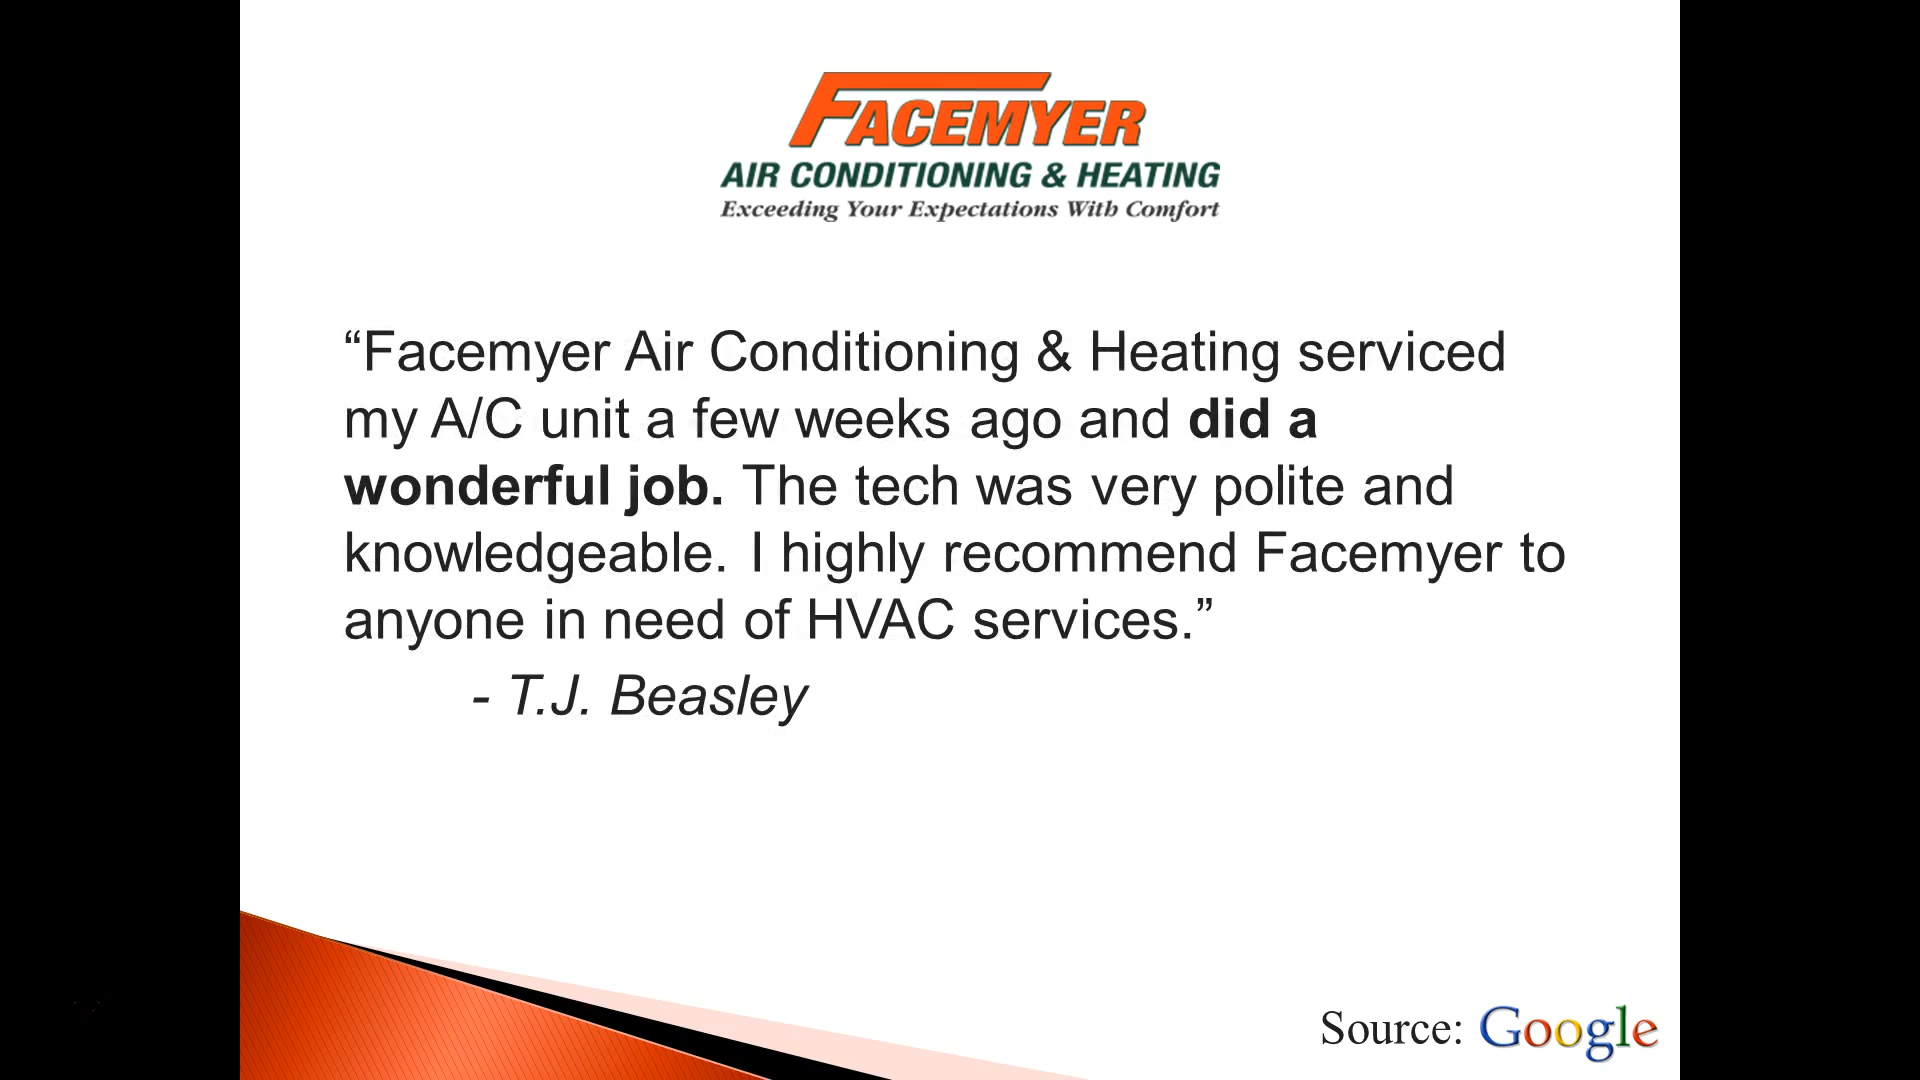 FACEMYER
AIR CONDITIONING & HEATING
Exceeding Your Expectations With Comfort
“Facemyer Air Conditioning & Heating serviced
my A/C unit a few weeks ago and did a
wonderful job. The tech was very polite and
knowledgeable. I highly recommend Facemyer to
anyone in need of HVAC services.”
- T.J. Beasley
Source: Google